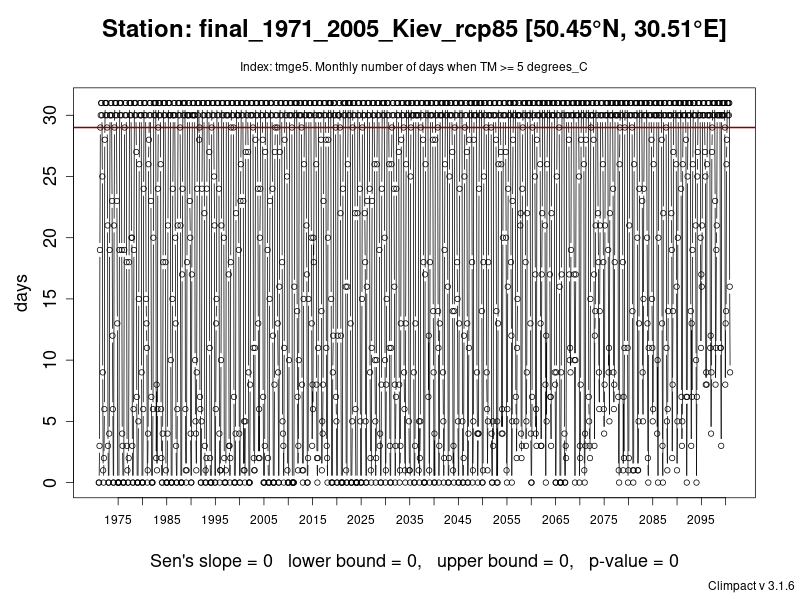 Station: final_1971_2005_Kiev_rcp85 [50.45°N, 30.51°E]
Index: tmge5. Monthly number of days when TM >= 5 degrees_C
days
30
25
20
15
10
5
0
1975 1985 1995 2005 2015 2025 2035 2045 2055 2065 2075 2085 2095
Sen's slope = 0 lower bound = 0, upper bound = 0, p-value = 0
Climpact v 3.1.6